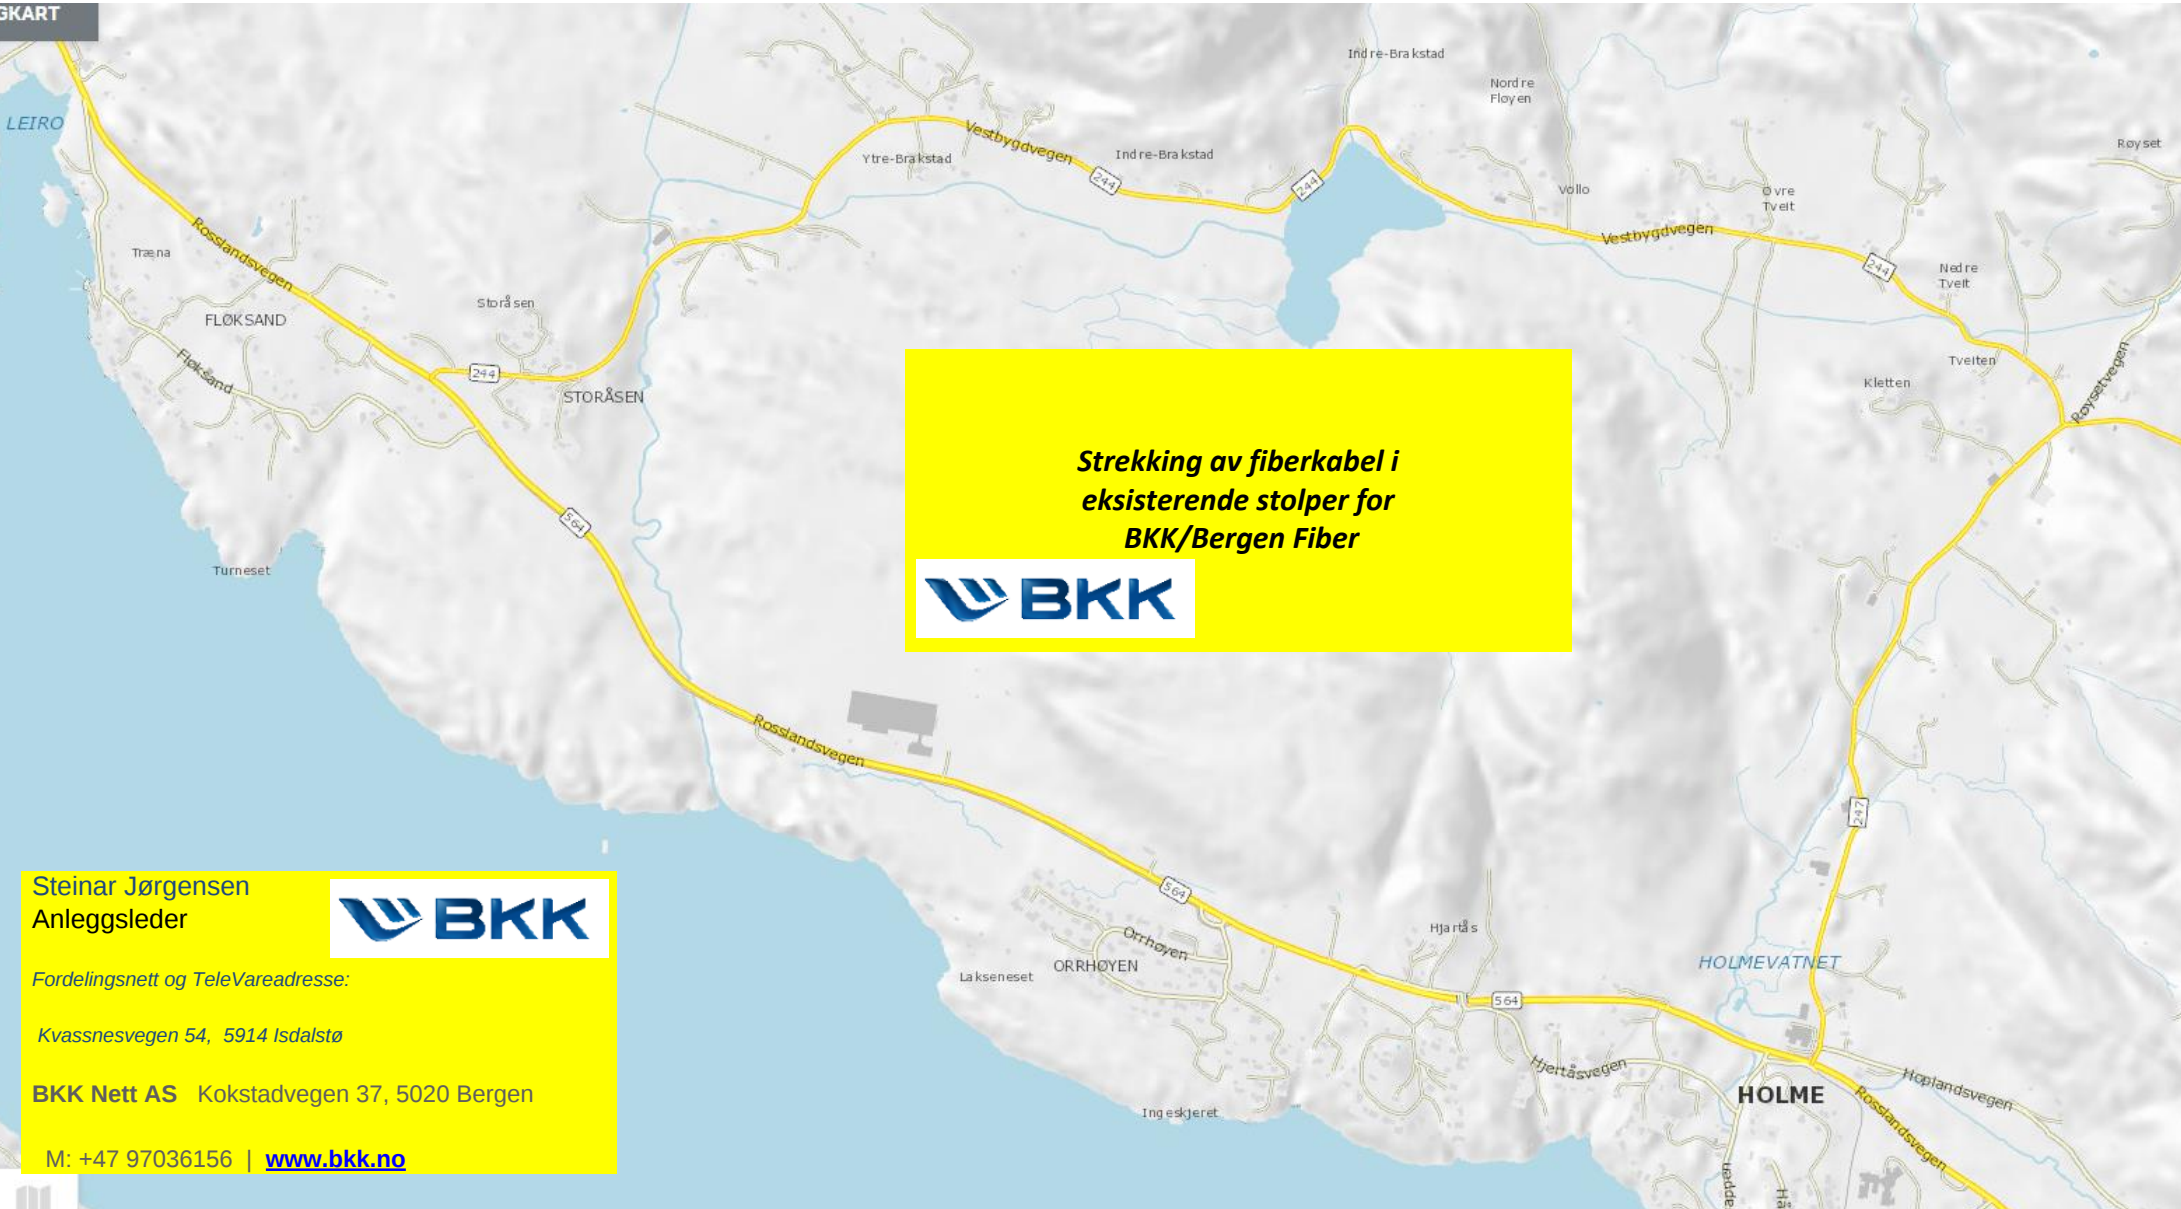 GKART
Indre-Brakstad
Nordre
Fløyen
LEIRO
Vestbygdvegen
Røyset
Ytre-Brakstad
Indre-Brakstad
244
244
Vollo
Øvre
Tveit
Rosslandsvegen
Vestbygdvegen
Træna
244
Nedre
Tveit
Storåsen
FLØKSAND
Fløksand
244
Tveiten
Kletten
Røysetvegen
STORÅSEN
Strekking av fiberkabel i
eksisterende stolper for
BKK/Bergen Fiber
BKK
564
Turneset
Rosslandsvegen
247
564
Steinar Jørgensen
Anleggsleder
BKK
Fordelingsnett og TeleVareadresse:
Kvassnesvegen 54, 5914 Isdalstø
BKK Nett AS Kokstadvegen 37, 5020 Bergen
M: +47 97036156 | www.bkk.no
Orrhøyen
Hjartås
ORRHØYEN
Lakseneset
HOLMEVATNET
564
Hjertåsvegen
Hoplandsvegen
HOLME
Ingeskjeret
Rosslandsvegen
appen
Ha